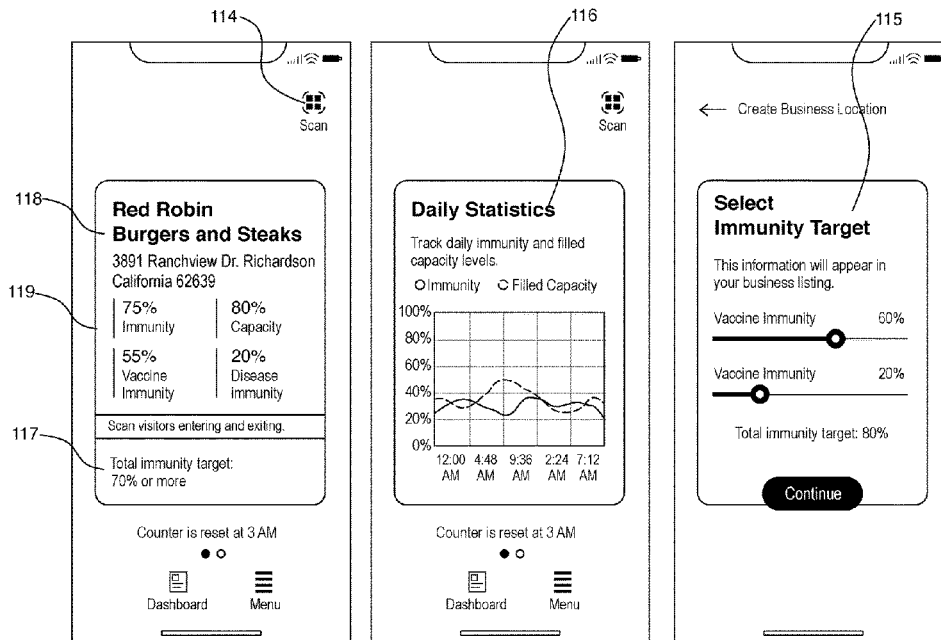 114
116
115
Scan
118
Red Robin
Burgers and Steaks
3891 Ranchview Dr. Richardson
California 62639
119
75%
Immunity
80%
Capacity
55%
Vaccine
Immunity
20%
Disease
immunity
Scan visitors entering and exiting.
117
Total immunity target:
70% or more
Counter is reset at 3 AM
Dashboard
Menu
Scan
Daily Statistics
Track daily immunity and filled
capacity levels.
Immunity
Filled Capacity
100%
80%
60%
40%
20%
0%
12:00 4:48 9:36 2:24 7:12
AM AM AM AM AM
Counter is reset at 3 AM
Dashboard
Menu
← Create Business Location
Select
Immunity Target
This information will appear in
your business listing.
Vaccine Immunity 60%
Vaccine Immunity 20%
Total immunity target: 80%
Continue